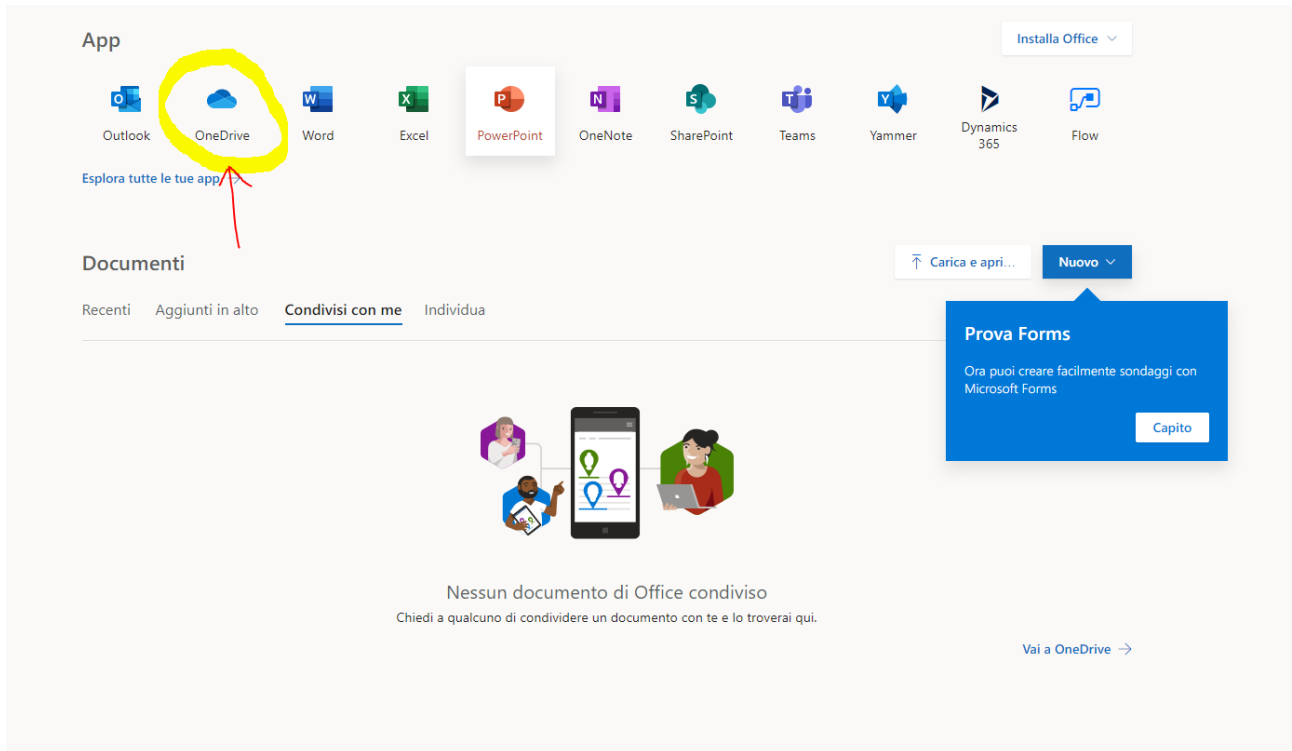 App
Installa Office
Outlook
OneDrive
Word
Excel
PowerPoint
OneNote
SharePoint
Teams
Yammer
Dynamics
365
Flow
Esplora tutte le tue app
Documenti
Carica e apri...
Nuovo
Recenti
Aggiunti in alto
Condivisi con me
Individua
Prova Forms
Ora puoi creare facilmente sondaggi con
Microsoft Forms
Capito
Nessun documento di Office condiviso
Chiedi a qualcuno di condividere un documento con te e lo troverai qui.
Vai a OneDrive